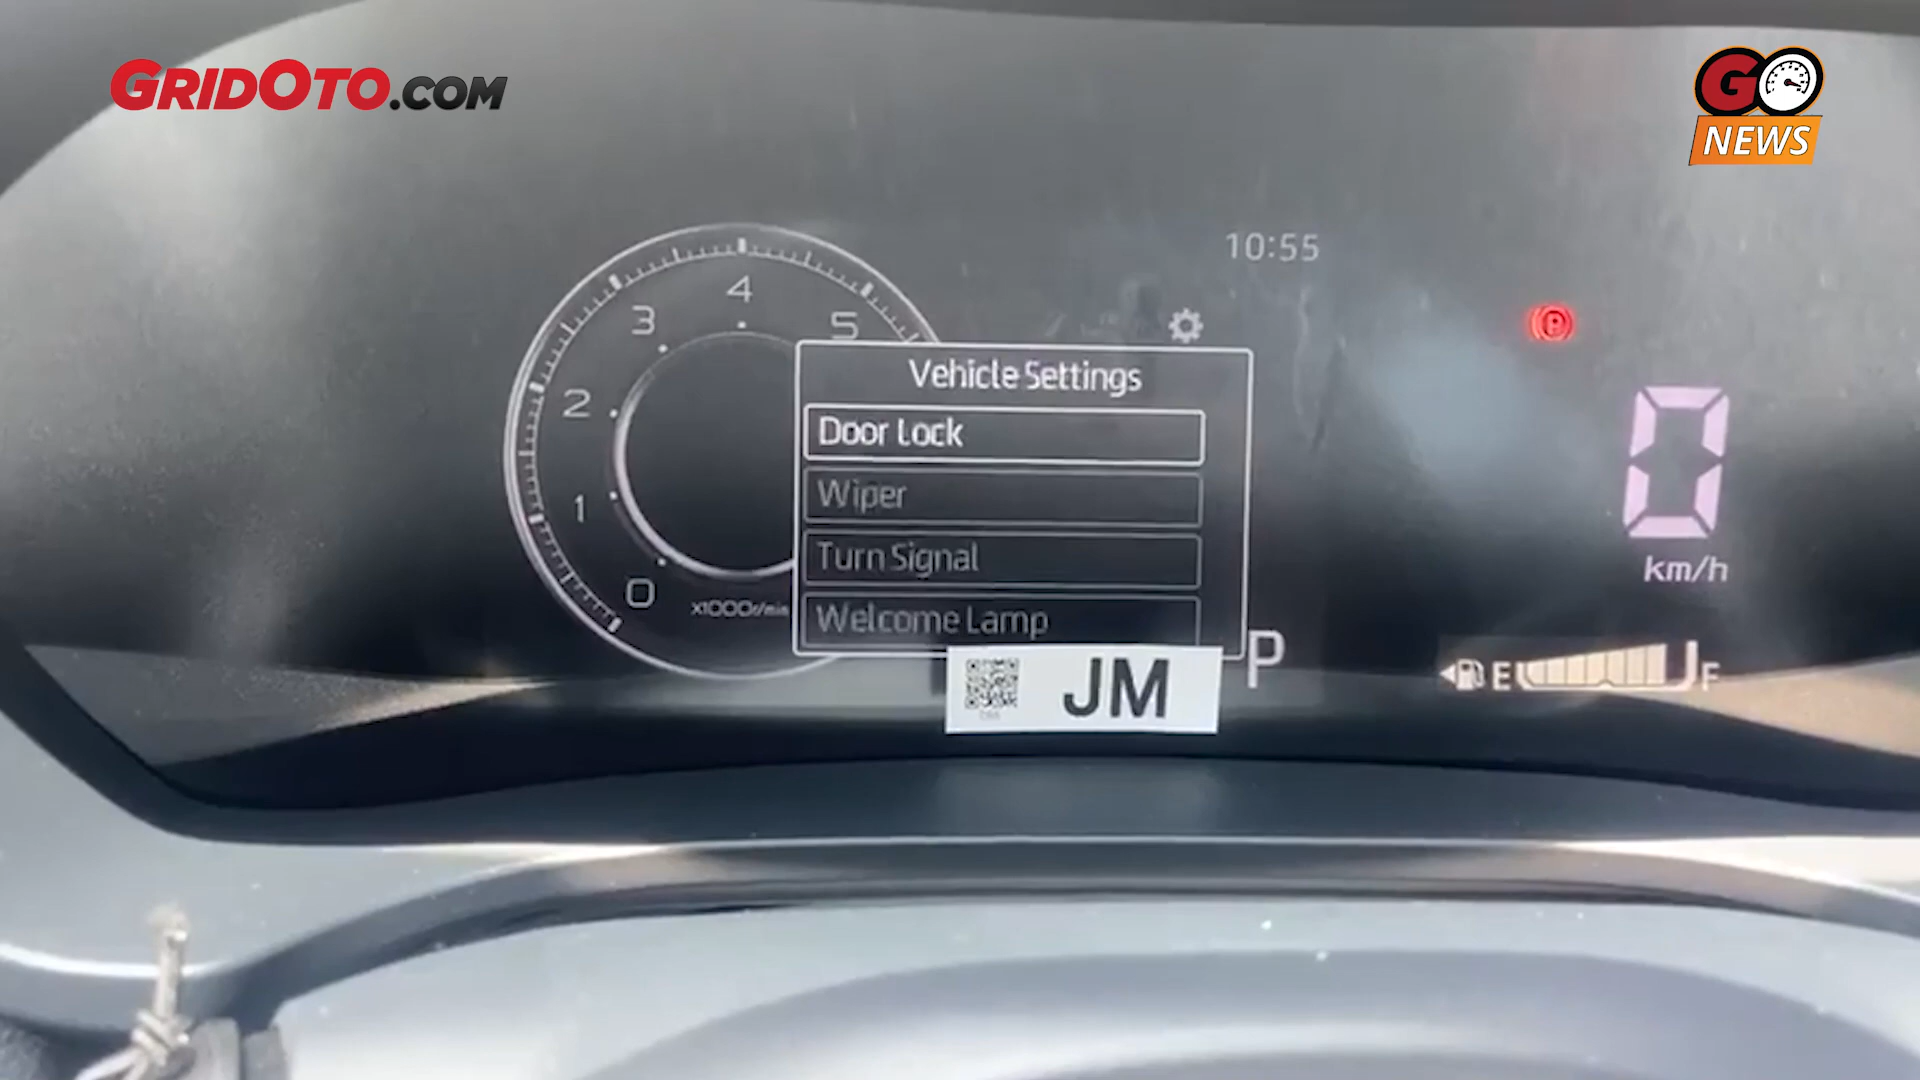 GRIDOTO.COM
GO
NEWS
10:55
4
3
5
2
1
0
x1000r/min
Vehicle Settings
Door Lock
Wiper
Turn Signal
Welcome Lamp
P
0
km/h
P
E F
JM